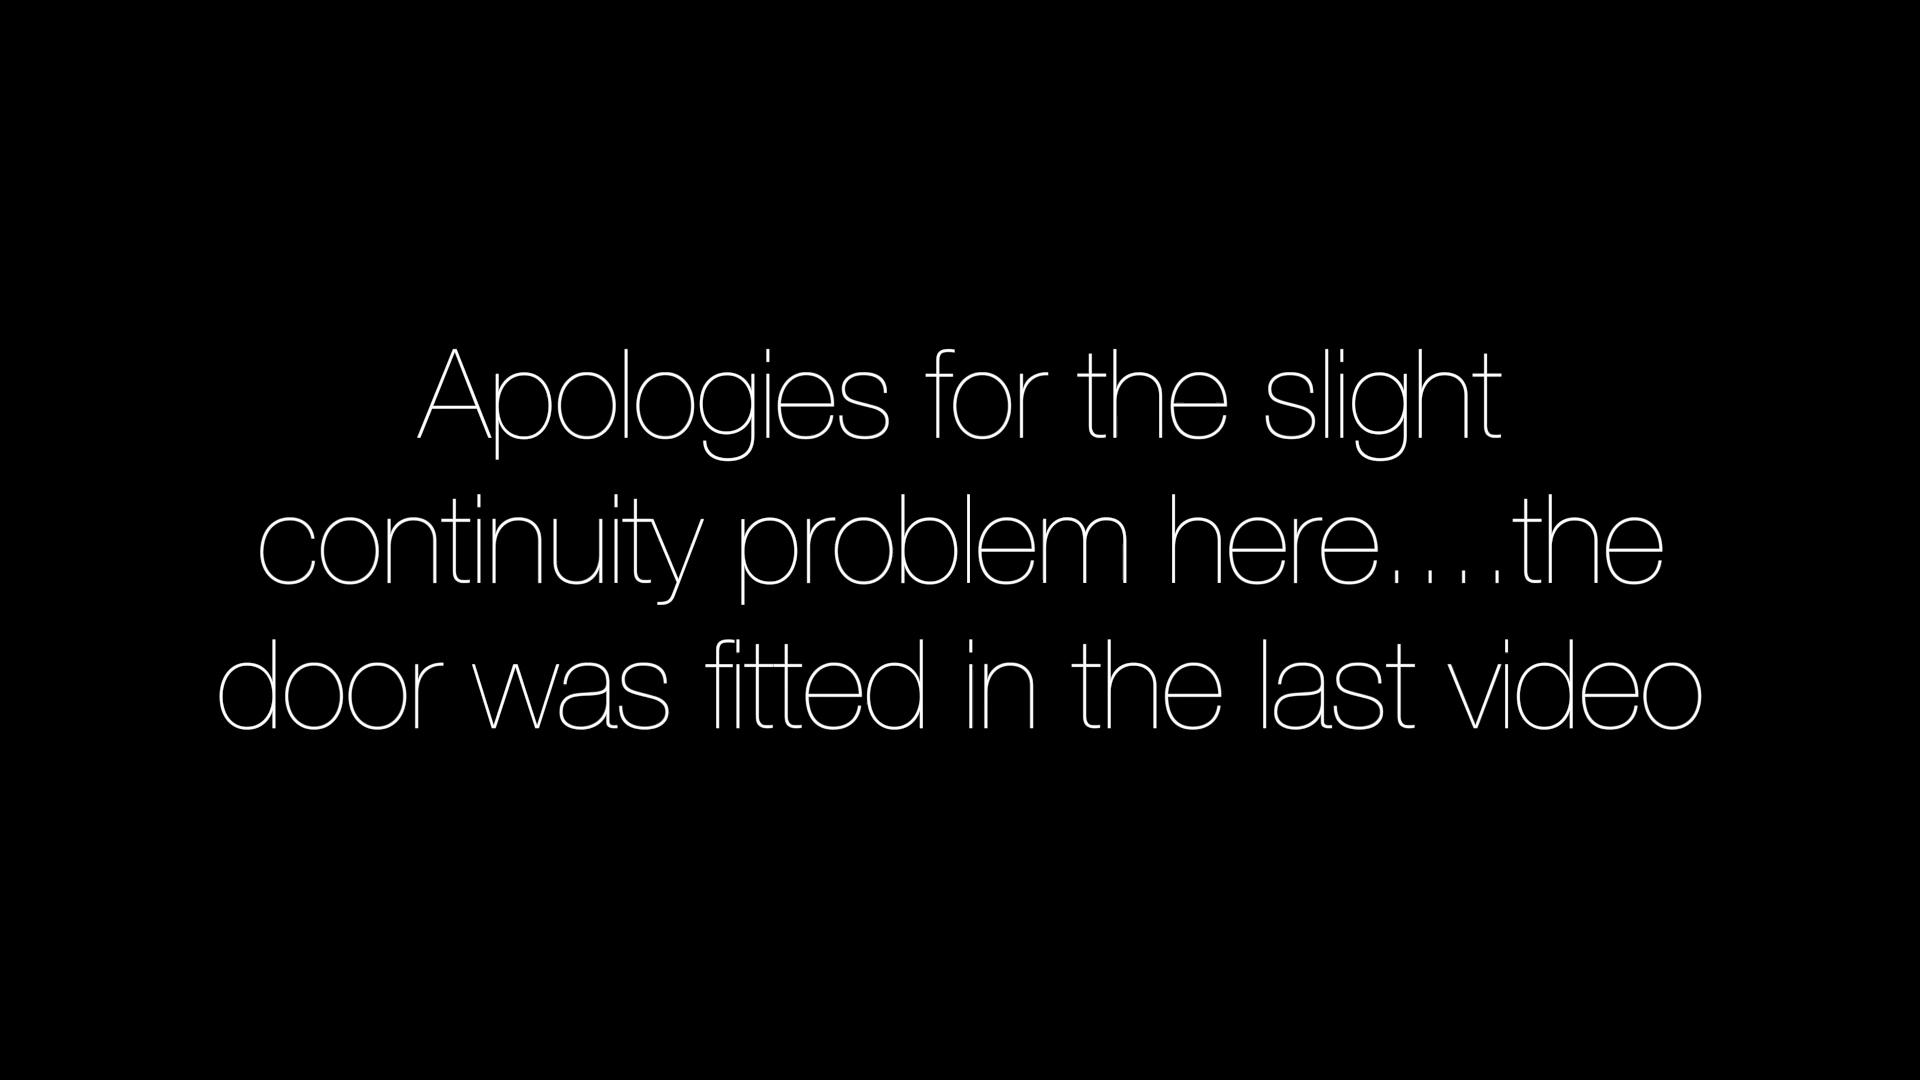 Apologies for the slight
continuity problem here....the
door was fitted in the last video